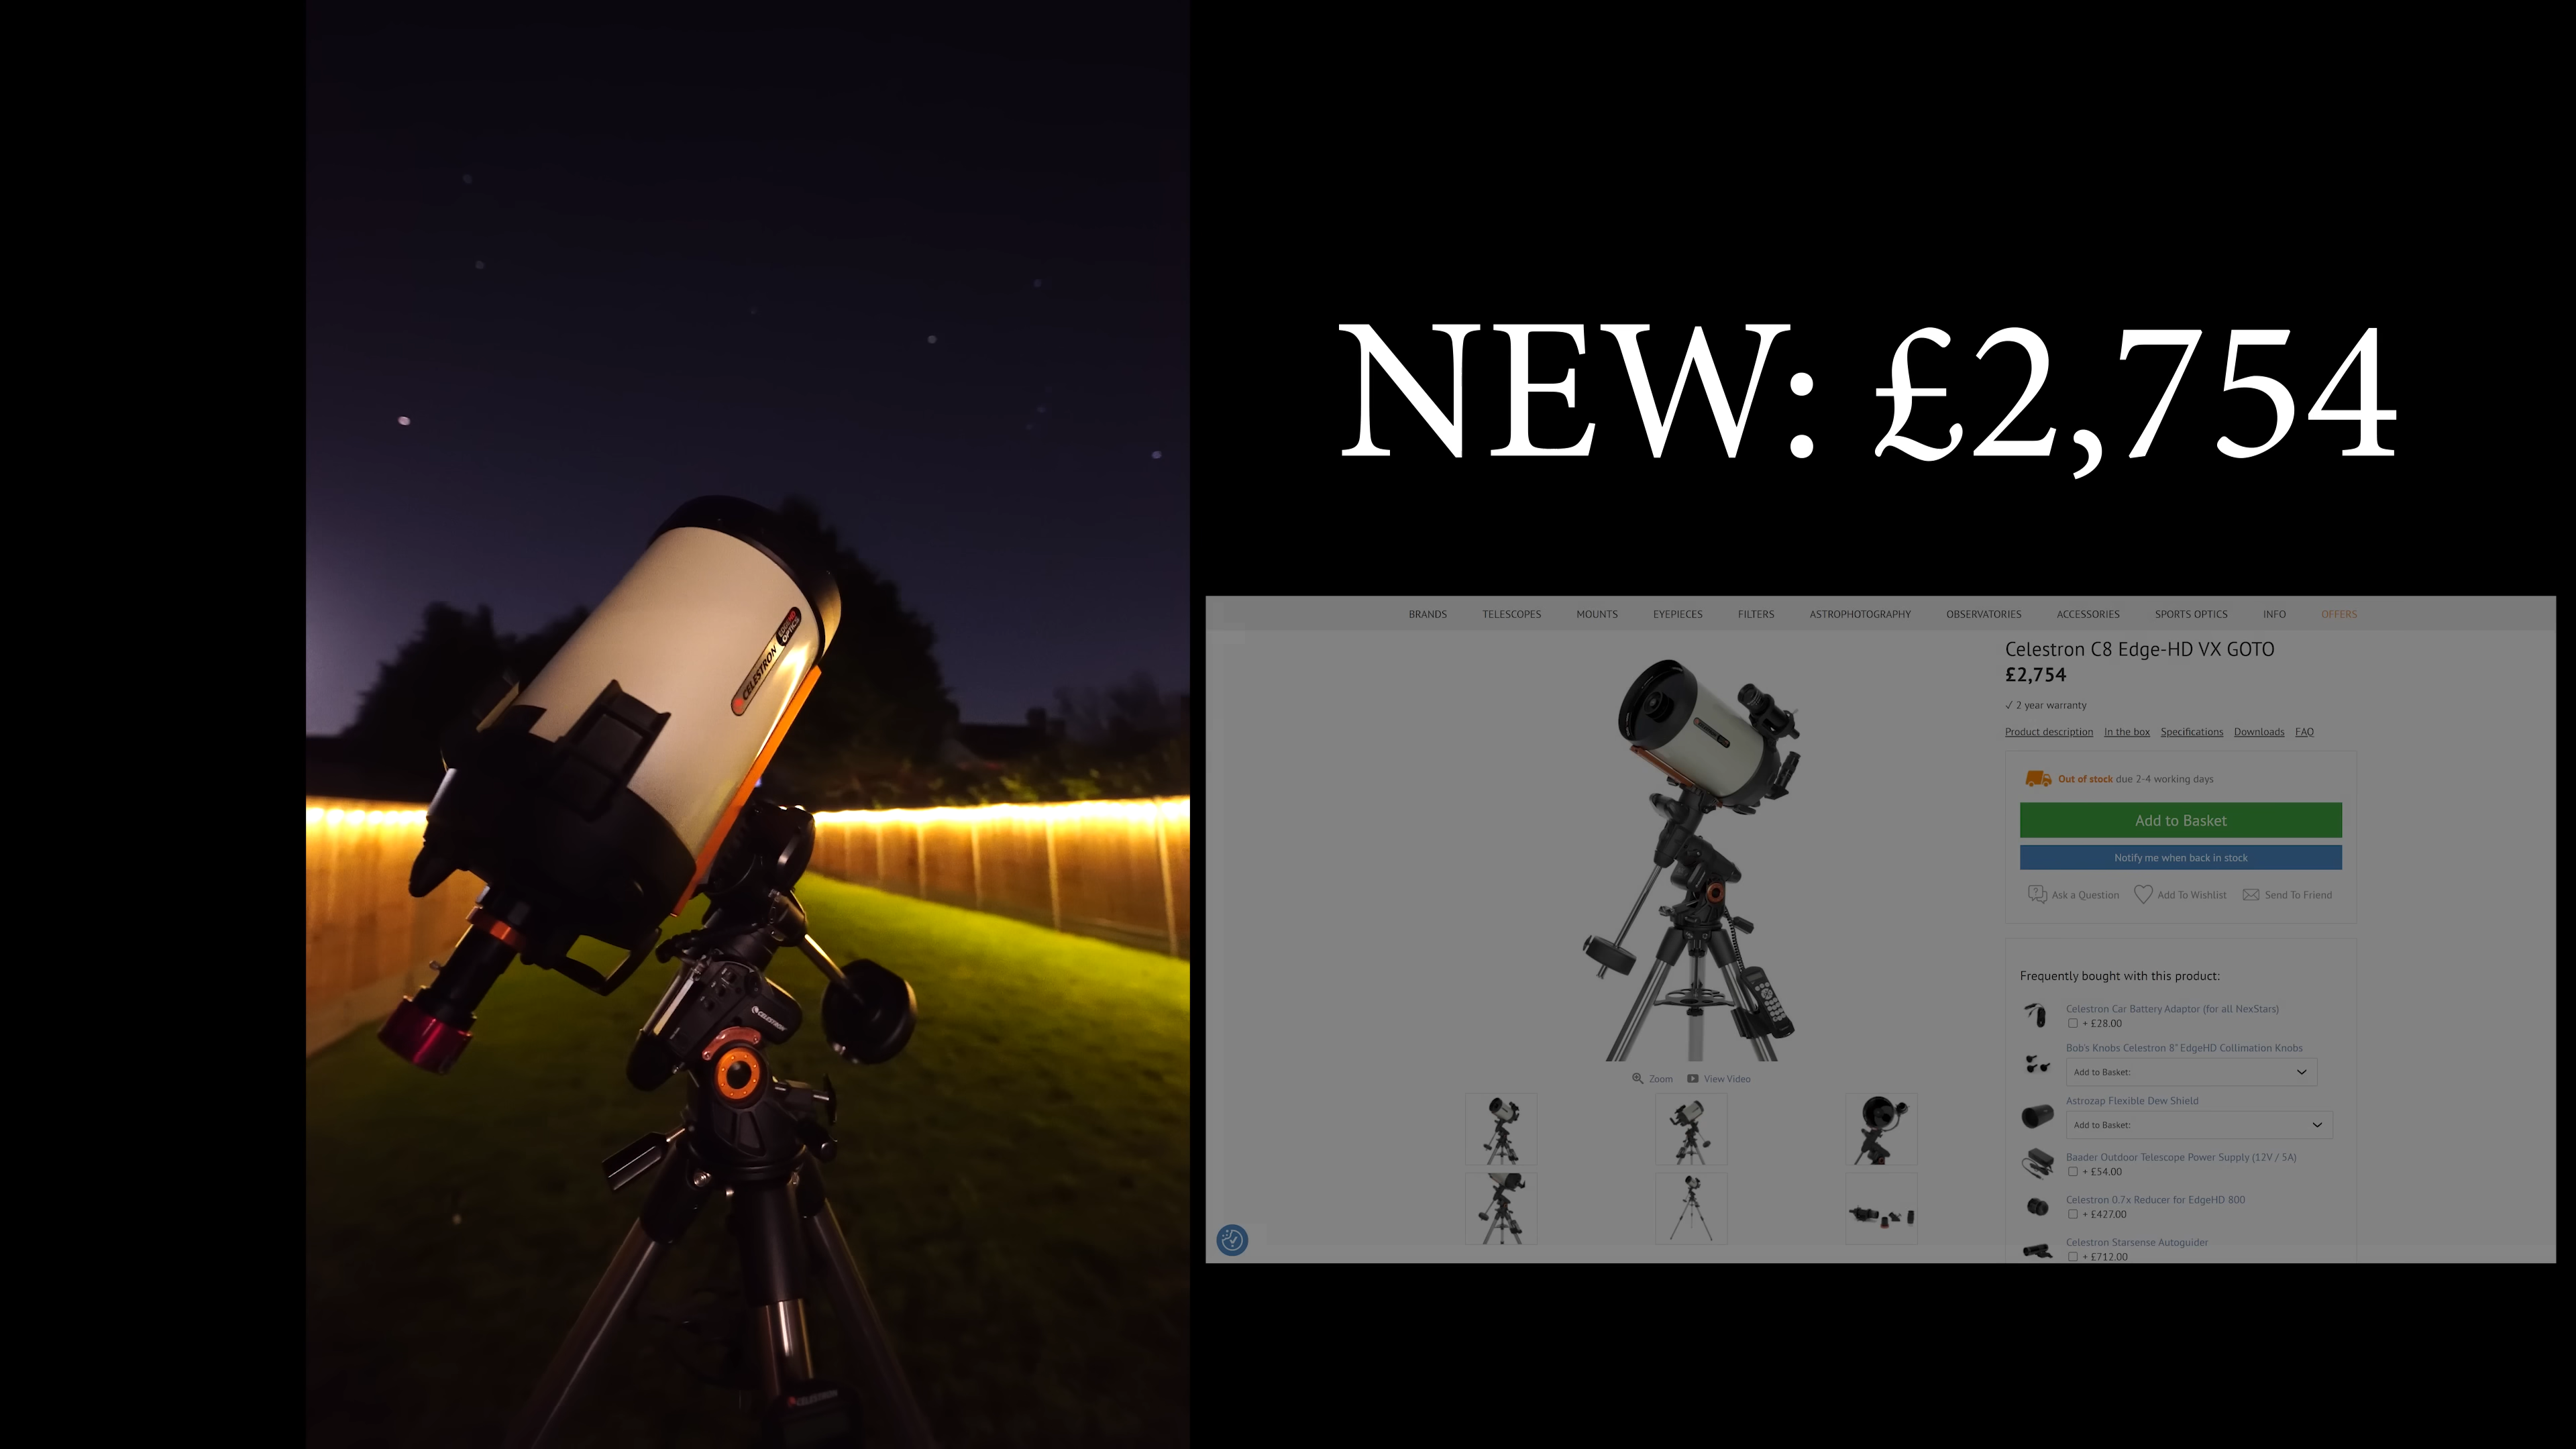 NEW: £2,754
CELESTRON
EDGE HD
OPTICS
CELESTRON
CELESTRON
BRANDS TELESCOPES MOUNTS EYEPIECES FILTERS ASTROPHOTOGRAPHY OBSERVATORIES ACCESSORIES SPORTS OPTICS INFO OFFERS
Celestron C8 Edge-HD VX GOTO
£2,754
✓ 2 year warranty
Product description In the box Specifications Downloads FAQ
Out of stock due 2-4 working days
Add to Basket
Notify me when back in stock
Ask a Question Add To Wishlist Send To Friend
Frequently bought with this product:
Celestron Car Battery Adaptor (for all NexStars)
+ £28.00
Bob's Knobs Celestron 8" EdgeHD Collimation Knobs
Add to Basket:
Astrozap Flexible Dew Shield
Add to Basket:
Baader Outdoor Telescope Power Supply (12V / 5A)
+ £54.00
Celestron 0.7x Reducer for EdgeHD 800
+ £427.00
Celestron Starsense Autoguider
+ £712.00
Zoom View Video